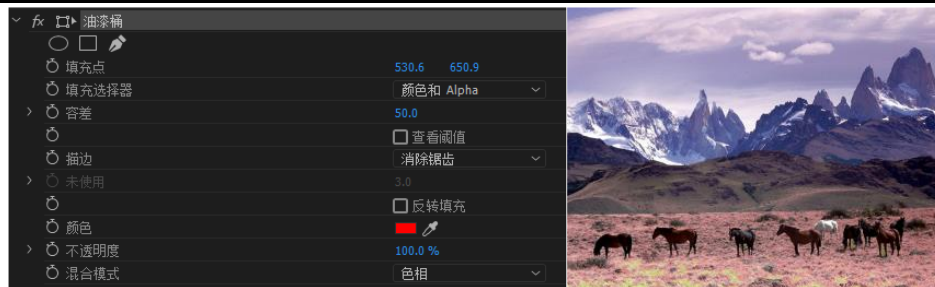 fx 油漆桶
填充点 530.6 650.9
填充选择器 颜色和 Alpha
容差 50.0
查看阈值
描边 消除锯齿
未使用 3.0
反转填充
颜色
不透明度 100.0 %
混合模式 色相